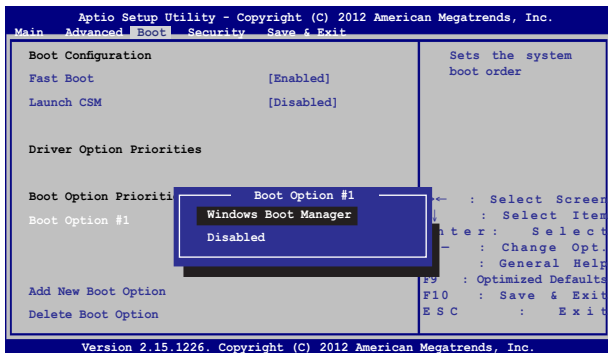 Aptio Setup Utility - Copyright (C) 2012 American Megatrends, Inc.
Main Advanced Boot Security Save & Exit
Boot Configuration
Fast Boot [Enabled]
Launch CSM [Disabled]
Driver Option Priorities
Boot Option Prioriti
Boot Option #1
Add New Boot Option
Delete Boot Option
Boot Option #1
Windows Boot Manager
Disabled
Sets the system
boot order
→← : Select Screen
: Select Item
nter: Select
— : Change Opt.
: General Help
F9 : Optimized Defaults
F10 : Save & Exit
ESC : Exit
Version 2.15.1226. Copyright (C) 2012 American Megatrends, Inc.